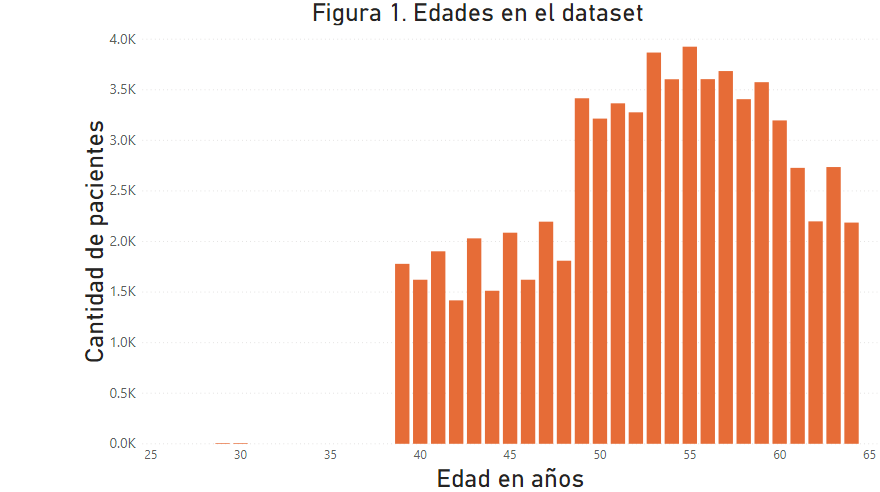 Figura 1. Edades en el dataset
4.0K
3.5K
3.0K
2.5K
2.0K
1.5K
1.0K
0.5K
0.0K
Cantidad de pacientes
25 30 35 40 45 50 55 60 65
Edad en años